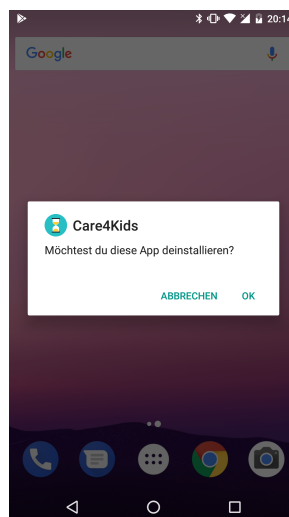 20:14
Google
Care4Kids
Möchtest du diese App deinstallieren?
ABBRECHEN OK